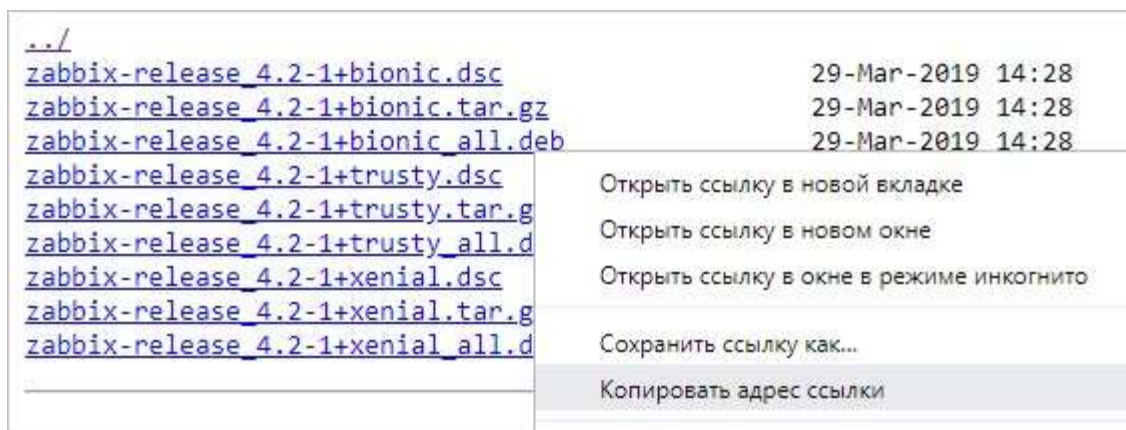 ../
zabbix-release_4.2-1+bionic.dsc 29-Mar-2019 14:28
zabbix-release_4.2-1+bionic.tar.gz 29-Mar-2019 14:28
zabbix-release_4.2-1+bionic_all.deb 29-Mar-2019 14:28
zabbix-release_4.2-1+trusty.dsc
zabbix-release_4.2-1+trusty.tar.g
zabbix-release_4.2-1+trusty_all.d
zabbix-release_4.2-1+xenial.dsc
zabbix-release_4.2-1+xenial.tar.g
zabbix-release_4.2-1+xenial_all.d
Открыть ссылку в новой вкладке
Открыть ссылку в новом окне
Открыть ссылку в окне в режиме инкогнито
Сохранить ссылку как...
Копировать адрес ссылки